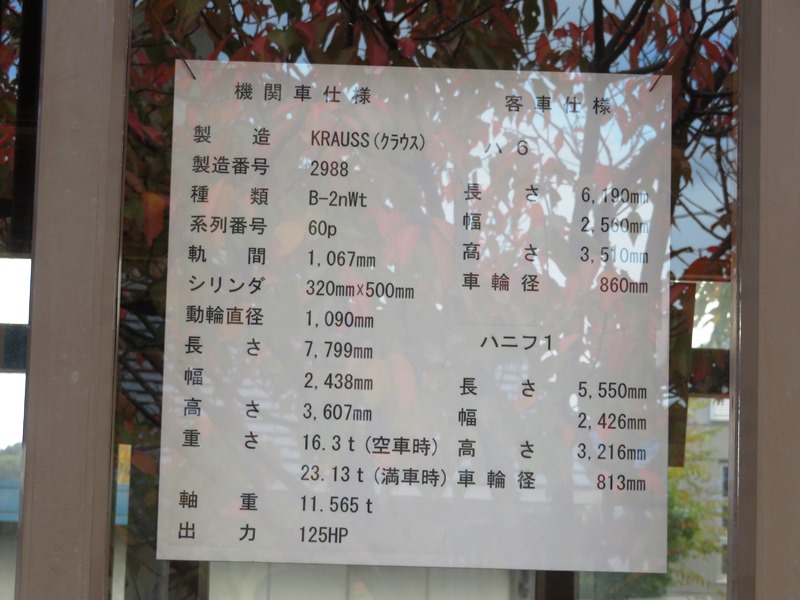 機関車仕様
製造 KRAUSS(クラウス)
製造番号 2988
種類 B-2nWt
系列番号 60p
軌間 1,067mm
シリンダ 320mm×500mm
動輪直径 1,090mm
長さ 7,799mm
幅 2,438mm
高さ 3,607mm
重さ 16.3t(空車時)
23.13t(満車時)
軸重 11.565t
出力 125HP
客車仕様
ハ6
長さ 6,190mm
幅 2,560mm
高さ 3,510mm
車輪径 860mm
ハニフ1
長さ 5,550mm
幅 2,426mm
高さ 3,216mm
車輪径 813mm